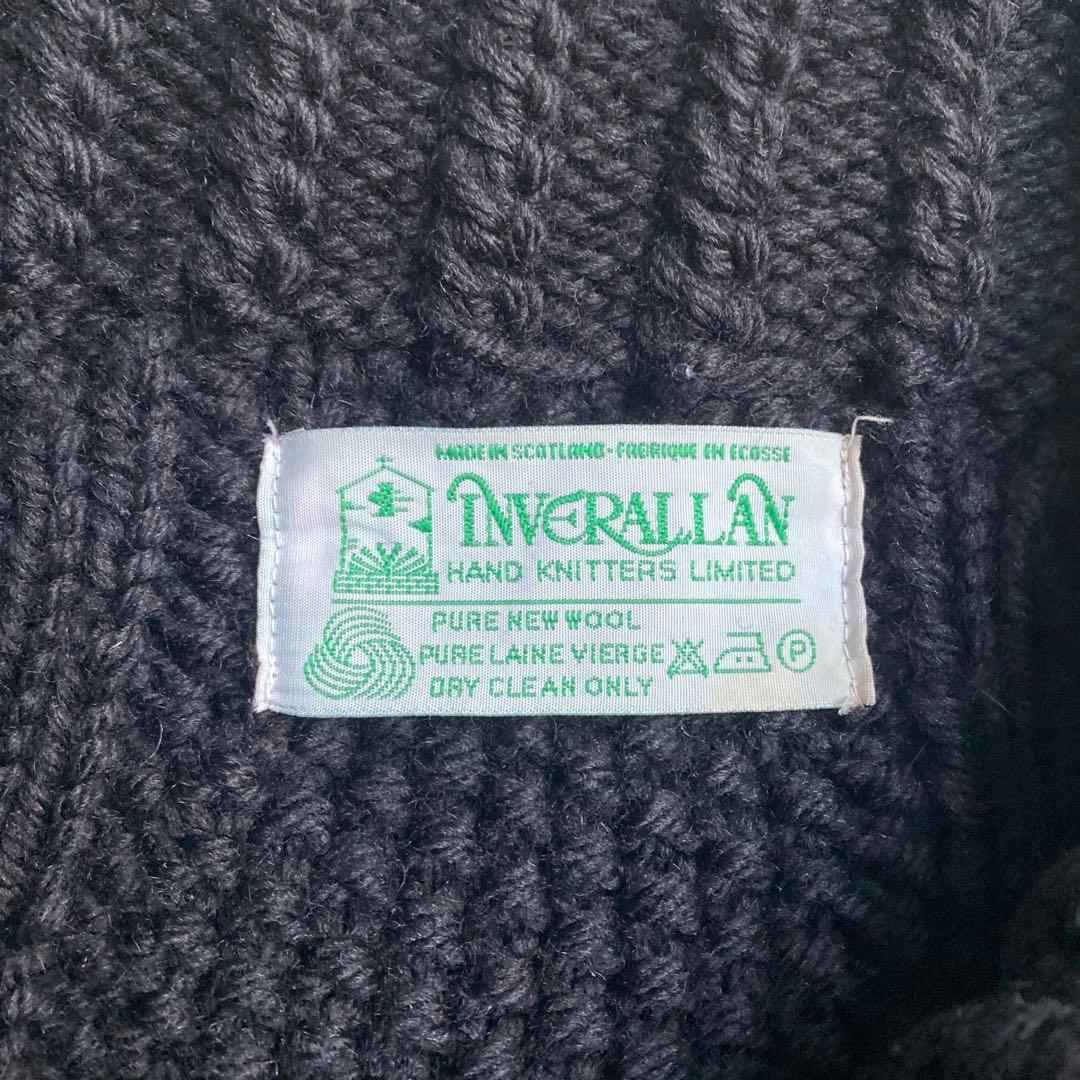 MADE IN SCOTLAND - FABRIQUE EN ECOSSE
INVERALLAN
HAND KNITTERS LIMITED
PURE NEW WOOL
PURE LAINE VIERGE
DRY CLEAN ONLY
P